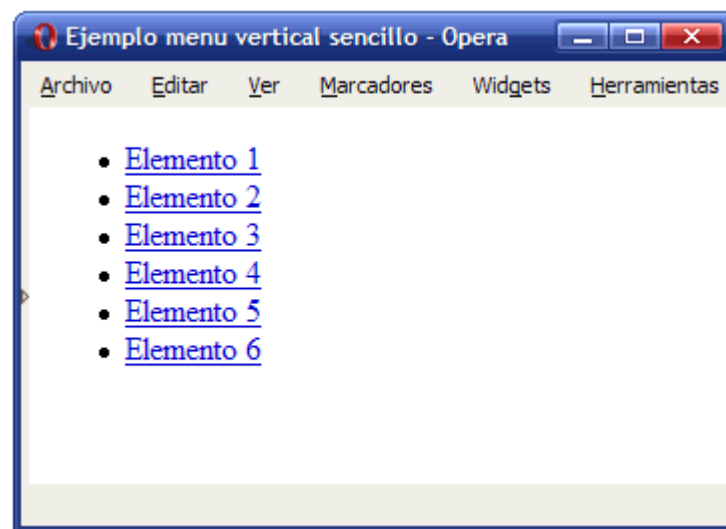 Ejemplo menu vertical sencillo - Opera
Archivo Editar Ver Marcadores Widgets Herramientas
Elemento 1
Elemento 2
Elemento 3
Elemento 4
Elemento 5
Elemento 6